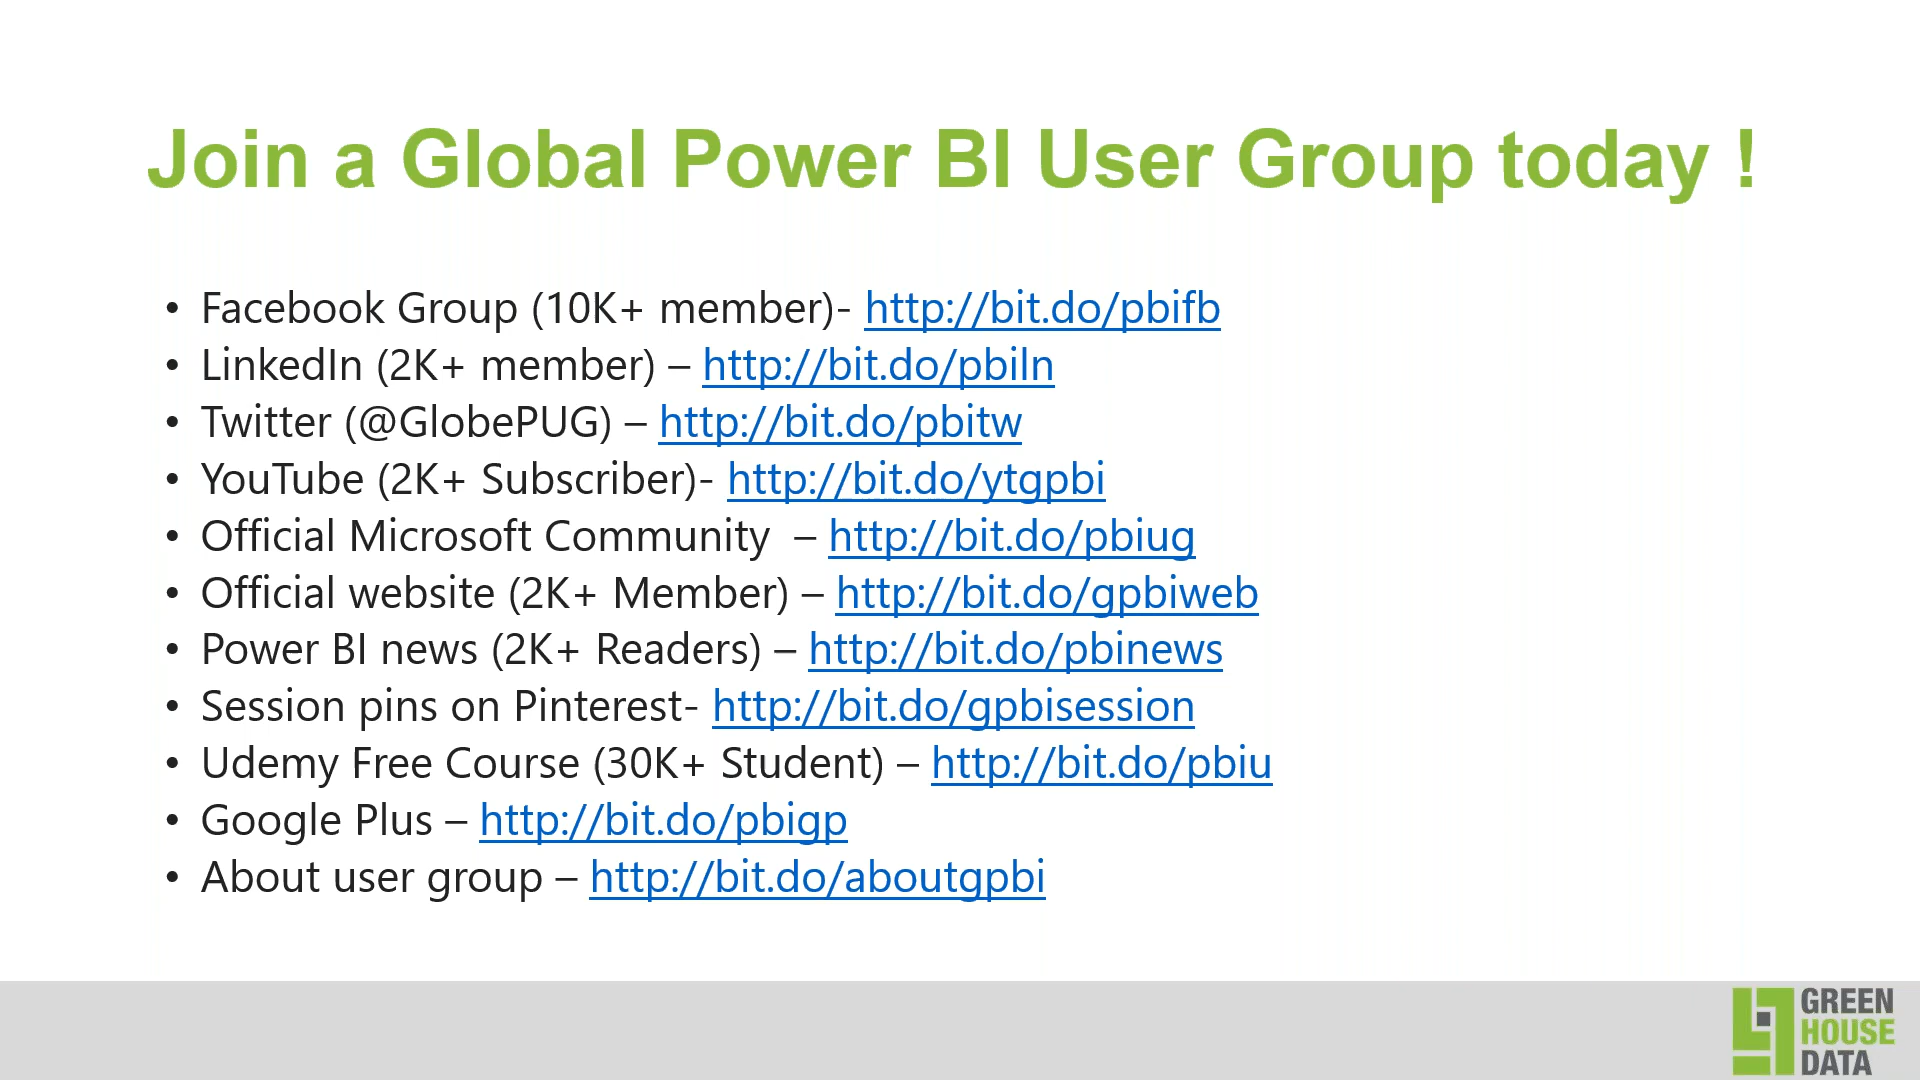 Join a Global Power BI User Group today !
• Facebook Group (10K+ member)- http://bit.do/pbifb
• LinkedIn (2K+ member) – http://bit.do/pbiln
• Twitter (@GlobePUG) – http://bit.do/pbitw
• YouTube (2K+ Subscriber)- http://bit.do/ytgpbi
• Official Microsoft Community – http://bit.do/pbiug
• Official website (2K+ Member) – http://bit.do/gpbiweb
• Power BI news (2K+ Readers) – http://bit.do/pbinews
• Session pins on Pinterest- http://bit.do/gpbisession
• Udemy Free Course (30K+ Student) – http://bit.do/pbiu
• Google Plus – http://bit.do/pbigp
• About user group – http://bit.do/aboutgpbi
GREEN
HOUSE
DATA